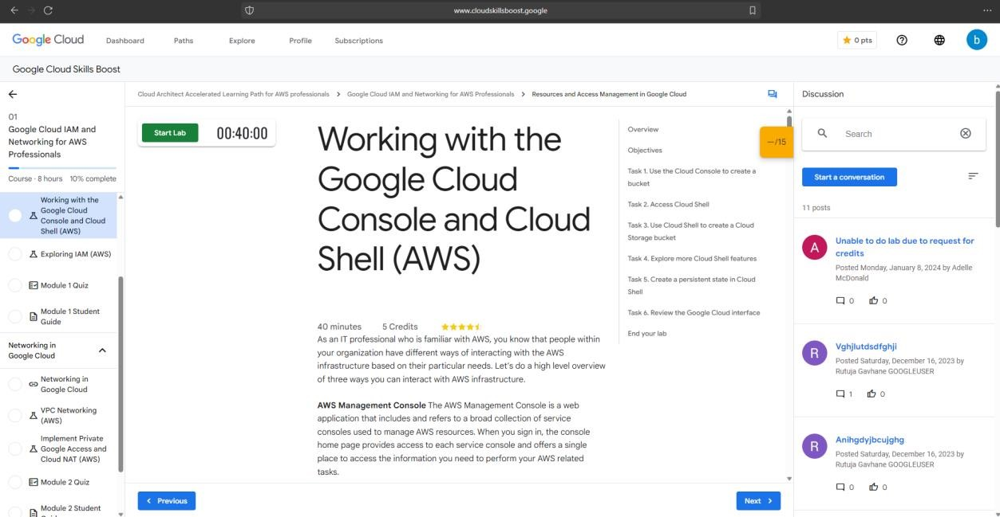 www.cloudskillsboost.google
Google Cloud
Dashboard
Paths
Explore
Profile
Subscriptions
0 pts
b
Google Cloud Skills Boost
01
Google Cloud IAM and
Networking for AWS
Professionals
Course · 8 hours 10% complete
Working with the
Google Cloud
Console and Cloud
Shell (AWS)
Exploring IAM (AWS)
Module 1 Quiz
Module 1 Student
Guide
Networking in
Google Cloud
Networking in
Google Cloud
VPC Networking
(AWS)
Implement Private
Google Access and
Cloud NAT (AWS)
Module 2 Quiz
Module 2 Student
Cloud Architect Accelerated Learning Path for AWS professionals > Google Cloud IAM and Networking for AWS Professionals > Resources and Access Management in Google Cloud
Start Lab
00:40:00
Working with the
Google Cloud
Console and Cloud
Shell (AWS)
40 minutes 5 Credits
As an IT professional who is familiar with AWS, you know that people within
your organization have different ways of interacting with the AWS
infrastructure based on their particular needs. Let's do a high level overview
of three ways you can interact with AWS infrastructure.
AWS Management Console The AWS Management Console is a web
application that includes and refers to a broad collection of service
consoles used to manage AWS resources. When you sign in, the console
home page provides access to each service console and offers a single
place to access the information you need to perform your AWS related
tasks.
Overview
Objectives
Task 1. Use the Cloud Console to create a
bucket
Task 2. Access Cloud Shell
Task 3. Use Cloud Shell to create a Cloud
Storage bucket
Task 4. Explore more Cloud Shell features
Task 5. Create a persistent state in Cloud
Shell
Task 6. Review the Google Cloud interface
End your lab
—/15
Previous
Next
Discussion
Search
Start a conversation
11 posts
A
Unable to do lab due to request for
credits
Posted Monday, January 8, 2024 by Adelle
McDonald
0 0
R
Vghjlutdsdfghji
Posted Saturday, December 16, 2023 by
Rutuja Gavhane GOOGLEUSER
1 0
R
Anihgdyjbcujghg
Posted Saturday, December 16, 2023 by
Rutuja Gavhane GOOGLEUSER
0 0